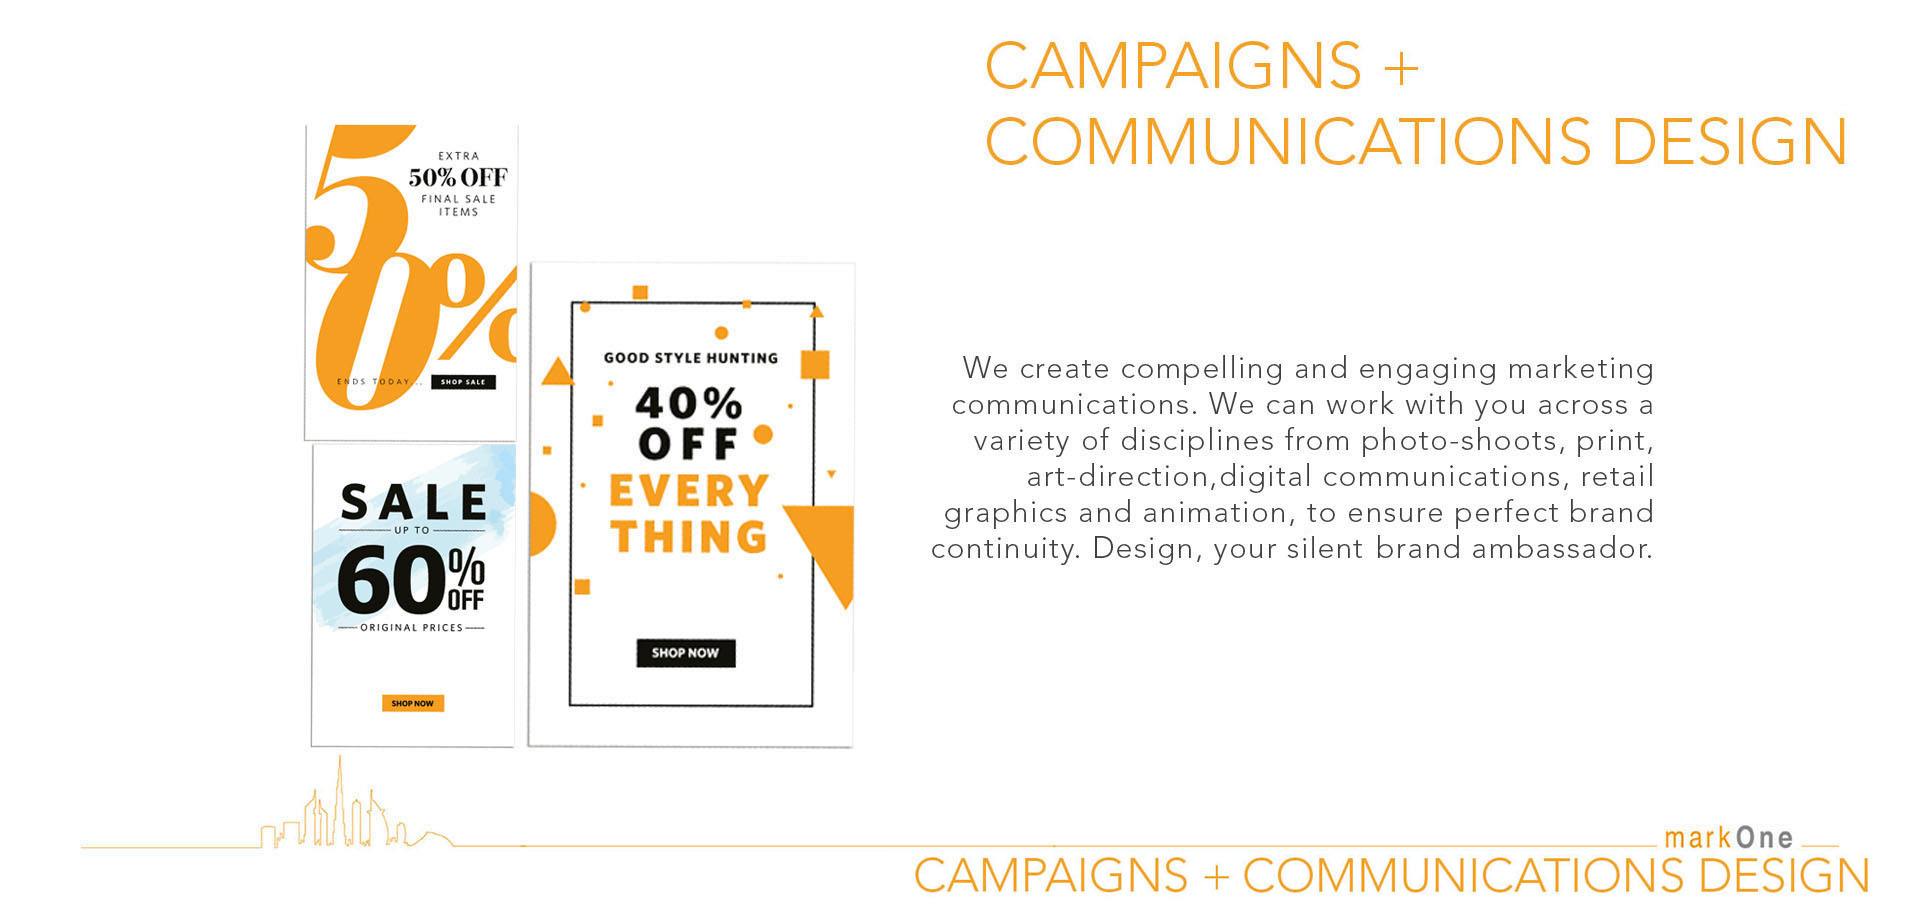 CAMPAIGNS +
COMMUNICATIONS DESIGN
50%
EXTRA
50% OFF
FINAL SALE
ITEMS
ENDS TODAY...
SHOP SALE
SALE
UP TO
60% OFF
ORIGINAL PRICES
SHOP NOW
GOOD STYLE HUNTING
40%
OFF
EVERY
THING
SHOP NOW
We create compelling and engaging marketing
communications. We can work with you across a
variety of disciplines from photo-shoots, print,
art-direction,digital communications, retail
graphics and animation, to ensure perfect brand
continuity. Design, your silent brand ambassador.
markOne
CAMPAIGNS + COMMUNICATIONS DESIGN